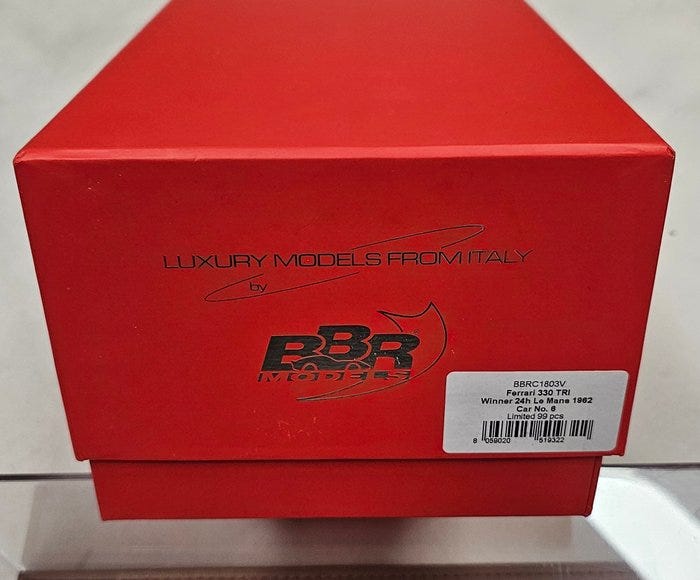 LUXURY MODELS FROM ITALY
by
BBR
MODELS
BBRC1803V
Ferrari 330 TRI
Winner 24h Le Mans 1962
Car No. 6
Limited 99 pcs
8 059020 519322